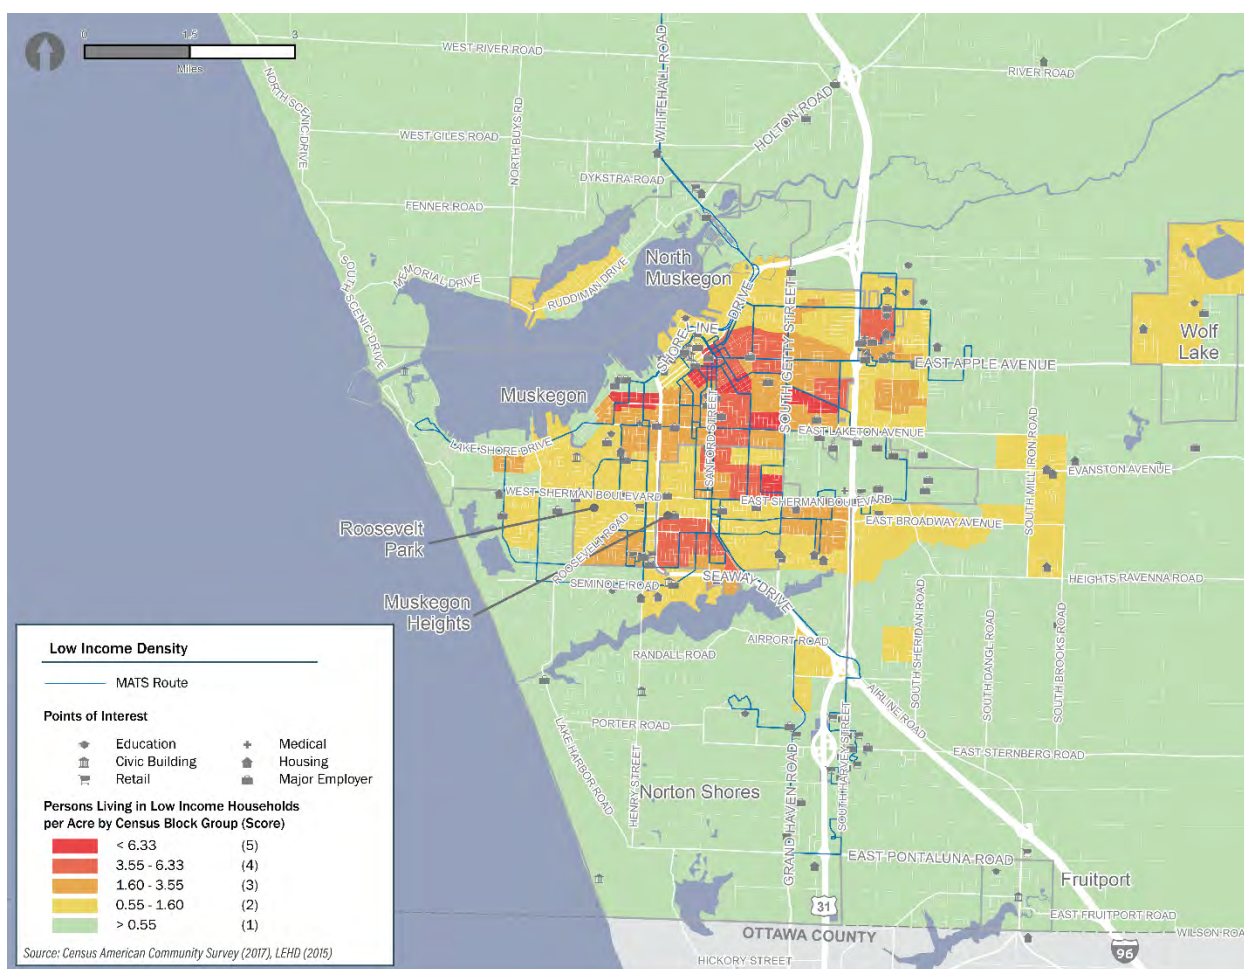 0 1.5 3
Miles
WEST RIVER ROAD
RIVER ROAD
NORTH SCENIC DRIVE
NORTH BUYS RD
WHITEHALL ROAD
HOLTON ROAD
WEST GILES ROAD
DYKSTRA ROAD
FENNER ROAD
MEMORIAL DRIVE
SOUTH SCENIC DRIVE
RUDDIMAN DRIVE
North
Muskegon
SHORELINE DRIVE
SOUTH GETTY STREET
Wolf
Lake
EAST APPLE AVENUE
Muskegon
SANFORD STREET
EAST LAKETON AVENUE
LAKE SHORE DRIVE
SOUTH MILL IRON ROAD
EVANSTON AVENUE
WEST SHERMAN BOULEVARD
EAST SHERMAN BOULEVARD
EAST BROADWAY AVENUE
Roosevelt
Park
ROOSEVELT ROAD
SEMINOLE ROAD
SEAWAY DRIVE
HEIGHTS RAVENNA ROAD
Muskegon
Heights
AIRPORT ROAD
RANDALL ROAD
SOUTH SHERIDAN ROAD
SOUTH DANGL ROAD
SOUTH BROOKS ROAD
AIRLINE ROAD
LAKE HARBOR ROAD
PORTER ROAD
HENRY STREET
GRAND HAVEN ROAD
SOUTH HARVEY STREET
EAST STERNBERG ROAD
Norton Shores
EAST PONTALUNA ROAD
Fruitport
31
EAST FRUITPORT ROAD
OTTAWA COUNTY
WILSON ROA
96
HICKORY STREET
Low Income Density
MATS Route
Points of Interest
Education Medical
Civic Building Housing
Retail Major Employer
Persons Living in Low Income Households
per Acre by Census Block Group (Score)
< 6.33 (5)
3.55 - 6.33 (4)
1.60 - 3.55 (3)
0.55 - 1.60 (2)
> 0.55 (1)
Source: Census American Community Survey (2017), LEHD (2015)